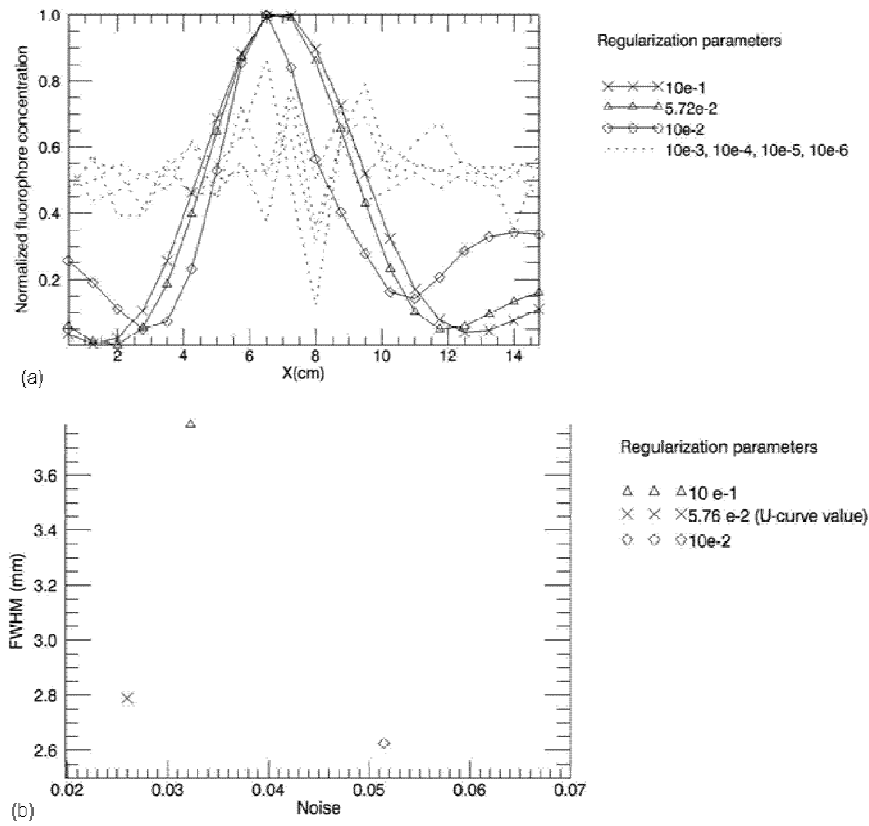 Normalized fluorophore concentration
1.0
0.8
0.6
0.4
0.2
2 4 6 8 10 12 14
X(cm)
(a)
Regularization parameters
10e-1
5.72e-2
10e-2
10e-3, 10e-4, 10e-5, 10e-6
FWHM (mm)
3.6
3.4
3.2
3.0
2.8
2.6
0.02 0.03 0.04 0.05 0.06 0.07
Noise
(b)
Regularization parameters
10 e-1
5.76 e-2 (U-curve value)
10e-2